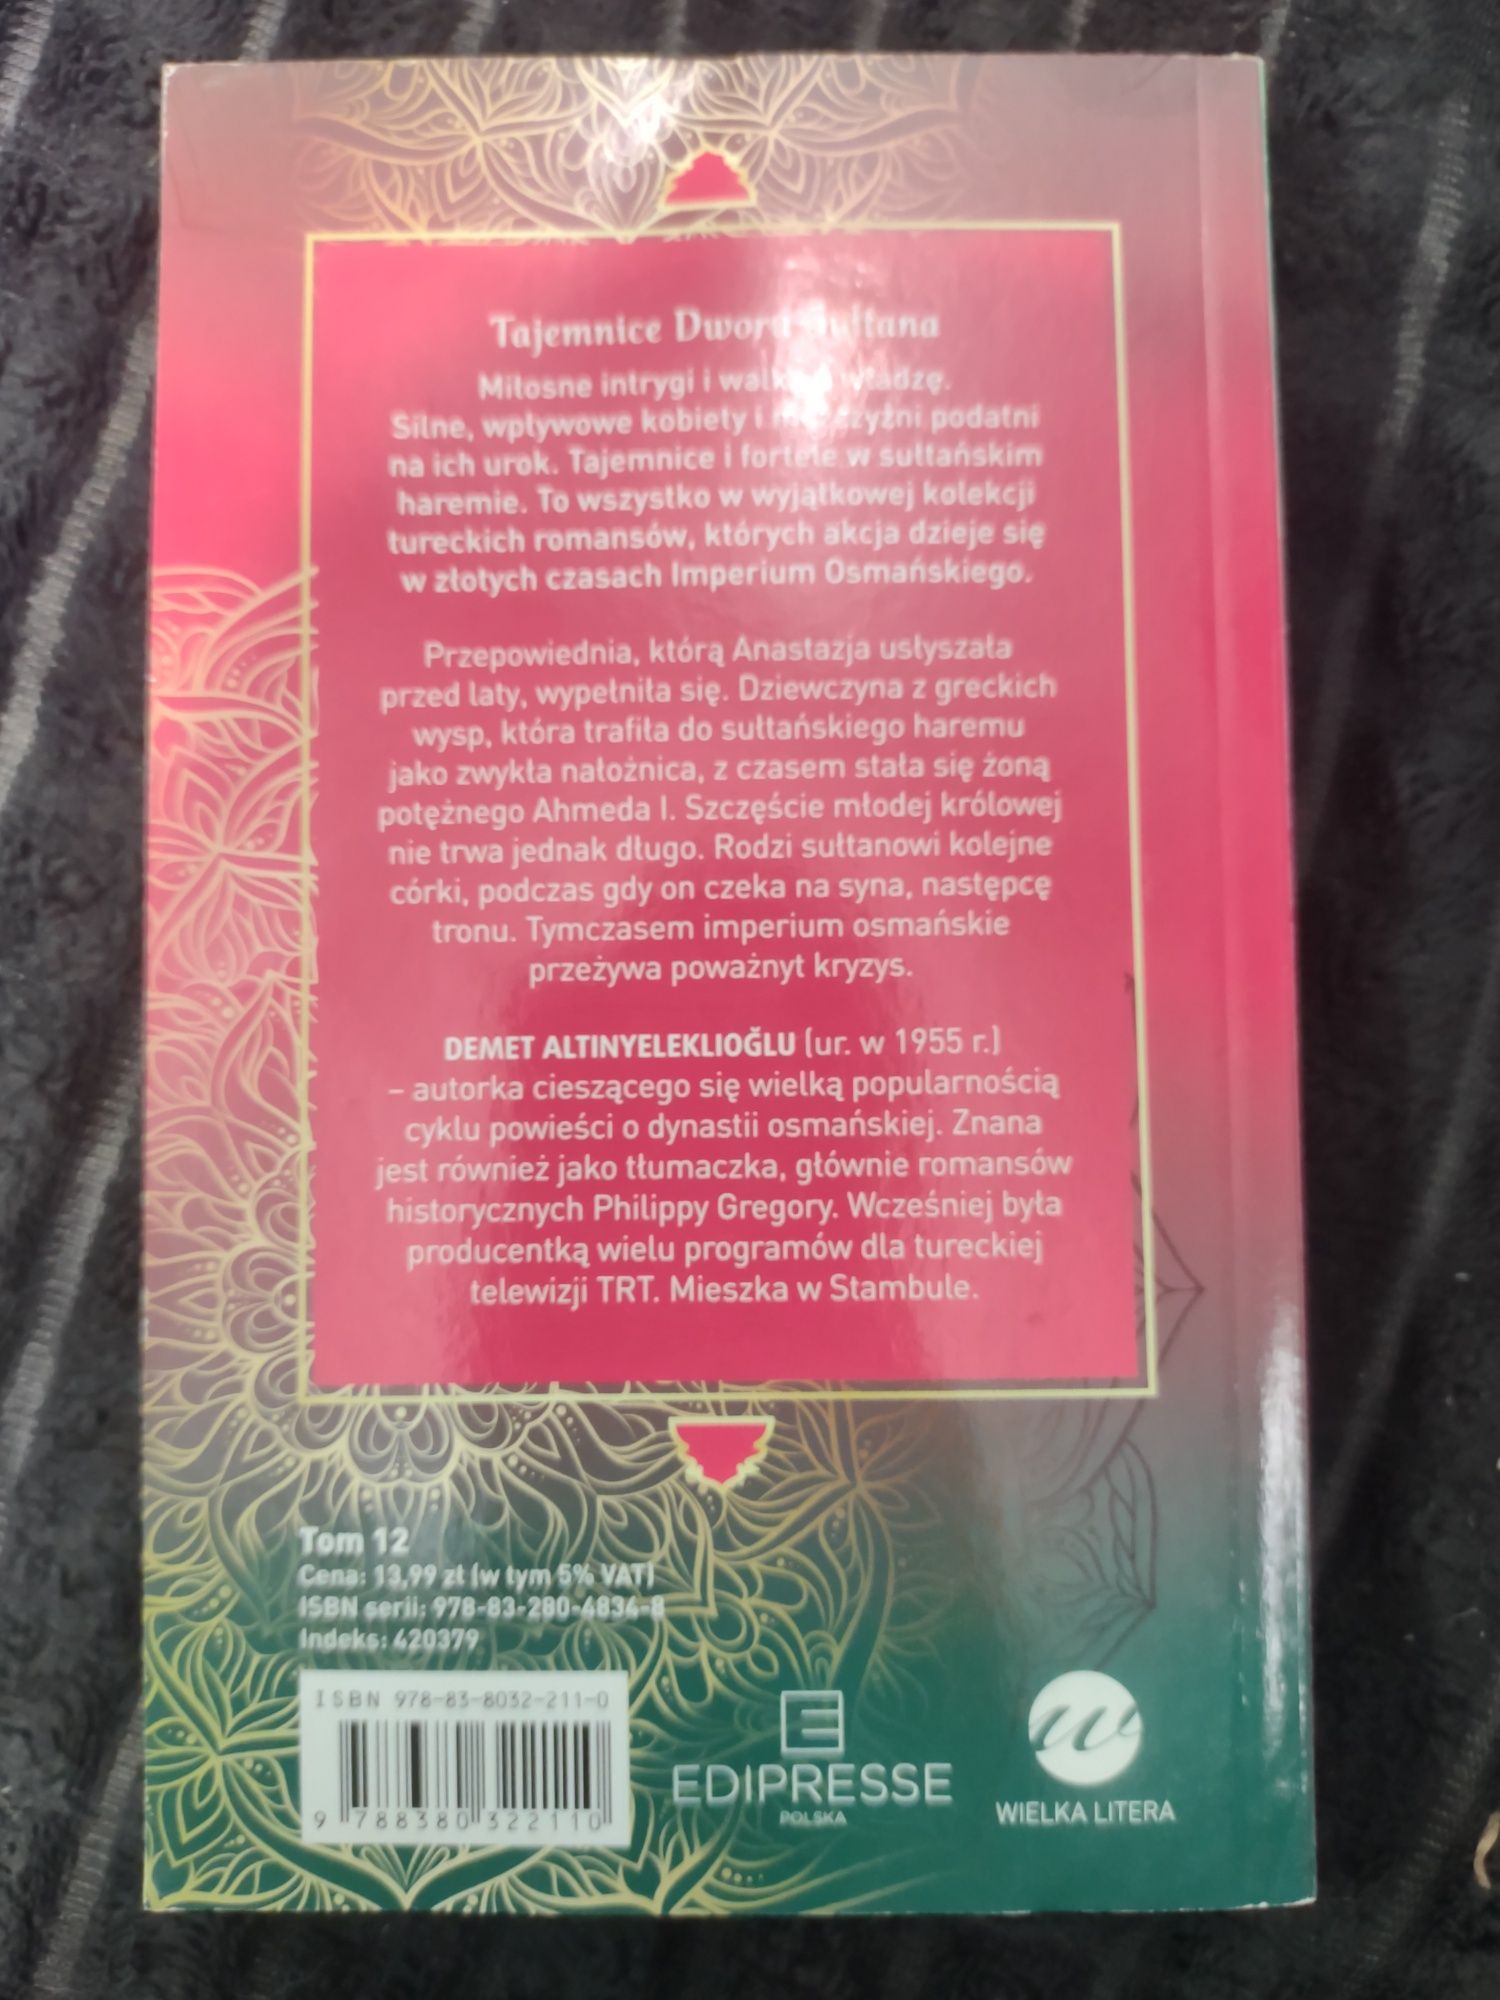 Tajemnice Dworu Sułtana
Miłosne intrygi i walka władzę.
Silne, wpływowe kobiety i mężczyźni podatni
na ich urok. Tajemnice i fortele w sułtańskim
haremie. To wszystko w wyjątkowej kolekcji
tureckich romansów, których akcja dzieje się
w złotych czasach Imperium Osmańskiego.
Przepowiednia, którą Anastazja usłyszała
przed laty, wypełniła się. Dziewczyna z greckich
wysp, która trafiła do sułtańskiego haremu
jako zwykła nałożnica, z czasem stała się żoną
potężnego Ahmeda I. Szczęście młodej królowej
nie trwa jednak długo. Rodzi sułtanowi kolejne
córki, podczas gdy on czeka na syna, następcę
tronu. Tymczasem imperium osmańskie
przeżywa poważnyt kryzys.
DEMET ALTINYELEKLIOĞLU (ur. w 1955 r.)
– autorka cieszącego się wielką popularnością
cyklu powieści o dynastii osmańskiej. Znana
jest również jako tłumaczka, głównie romansów
historycznych Philippy Gregory. Wcześniej była
producentką wielu programów dla tureckiej
telewizji TRT. Mieszka w Stambule.
Tom 12
Cena: 13,99 zł (w tym 5% VAT)
ISBN serii: 978-83-280-4834-8
Indeks: 420379
ISBN 978-83-8032-211-0
9 788380 322110
E
EDIPRESSE
POLSKA
w
WIELKA LITERA